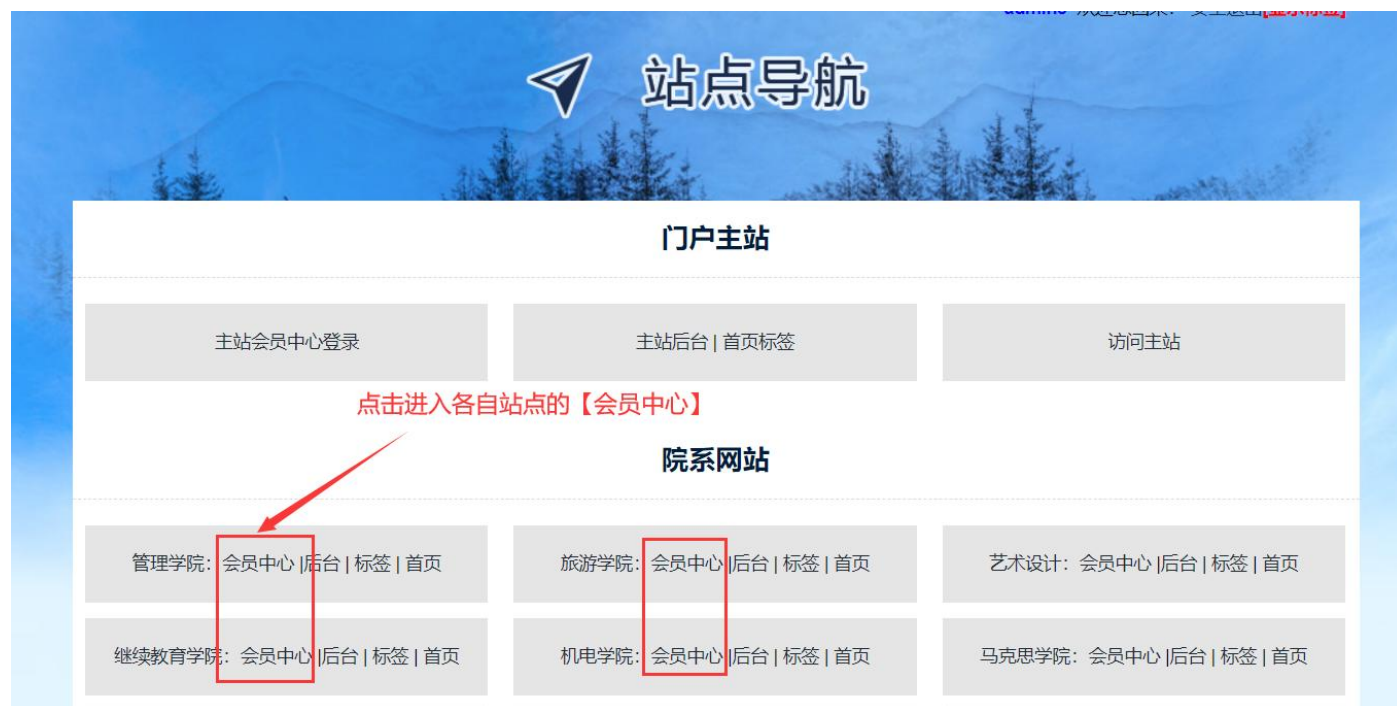 站点导航
门户主站
主站会员中心登录
主站后台 | 首页标签
访问主站
点击进入各自站点的【会员中心】
院系网站
管理学院：会员中心 |后台 | 标签 | 首页
旅游学院：会员中心 |后台 | 标签 | 首页
艺术设计：会员中心 |后台 | 标签 | 首页
继续教育学院：会员中心 |后台 | 标签 | 首页
机电学院：会员中心 |后台 | 标签 | 首页
马克思学院：会员中心 |后台 | 标签 | 首页